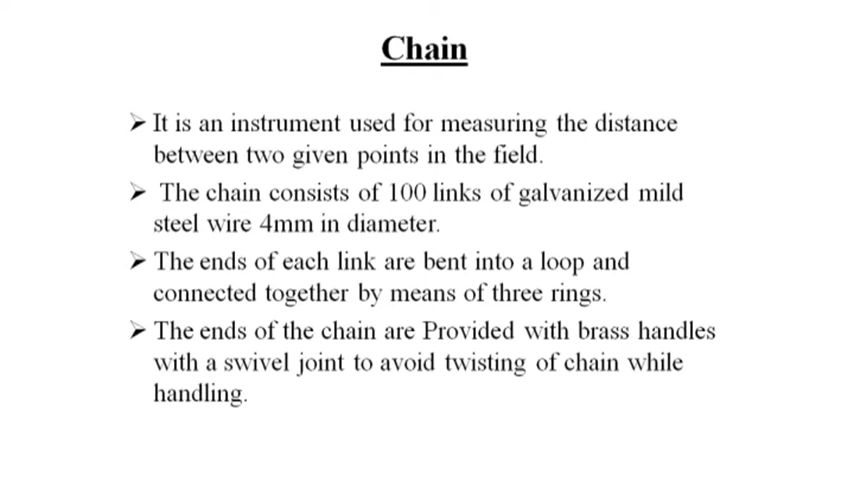 Chain
➢ It is an instrument used for measuring the distance
between two given points in the field.
➢ The chain consists of 100 links of galvanized mild
steel wire 4mm in diameter.
➢ The ends of each link are bent into a loop and
connected together by means of three rings.
➢ The ends of the chain are Provided with brass handles
with a swivel joint to avoid twisting of chain while
handling.